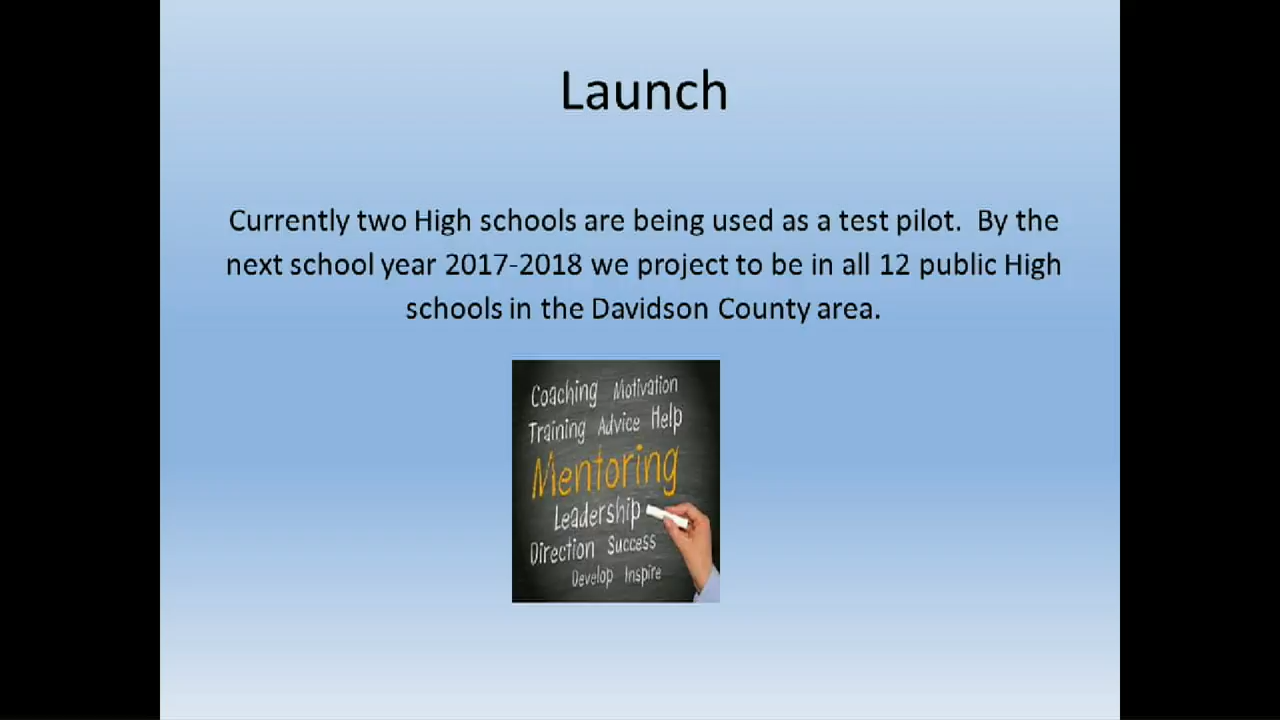 Launch
Currently two High schools are being used as a test pilot.  By the
next school year 2017-2018 we project to be in all 12 public High
schools in the Davidson County area.
Coaching Motivation
Training Advice Help
Mentoring
Leadership
Direction Success
Develop Inspire